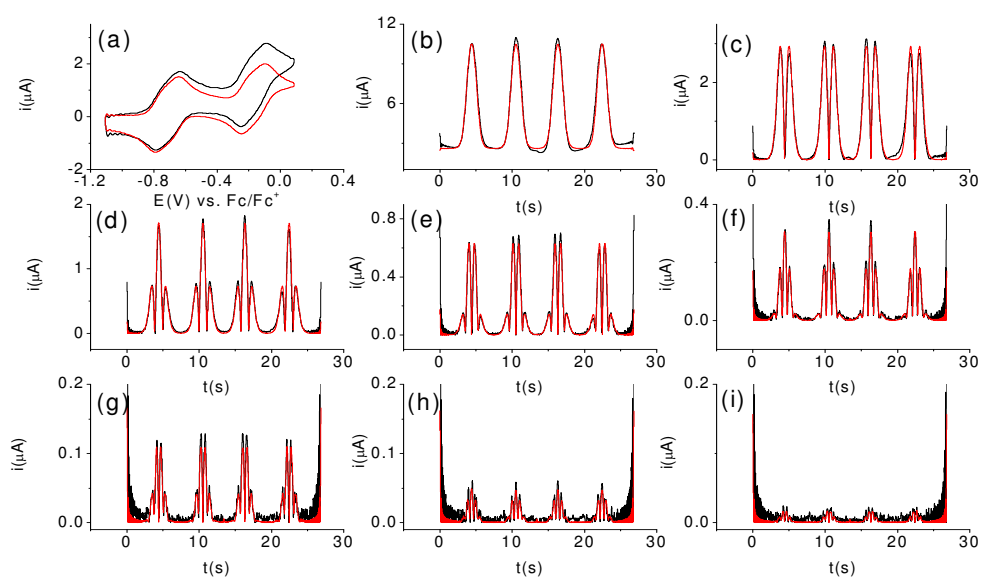 (a)
i(μA)
2
0
-2
-1.2 -0.8 -0.4 0.0 0.4
E(V) vs. Fc/Fc⁺
(b)
i(μA)
12
6
0 10 20 30
t(s)
(c)
i(μA)
2
0
0 10 20 30
t(s)
(d)
i(μA)
2
1
0
0 10 20 30
t(s)
(e)
i(μA)
0.8
0.4
0.0
0 10 20 30
t(s)
(f)
i(μA)
0.4
0.0
0 10 20 30
t(s)
(g)
i(μA)
0.2
0.1
0.0
0 10 20 30
t(s)
(h)
i(μA)
0.2
0.1
0.0
0 10 20 30
t(s)
(i)
i(μA)
0.2
0.1
0.0
0 10 20 30
t(s)